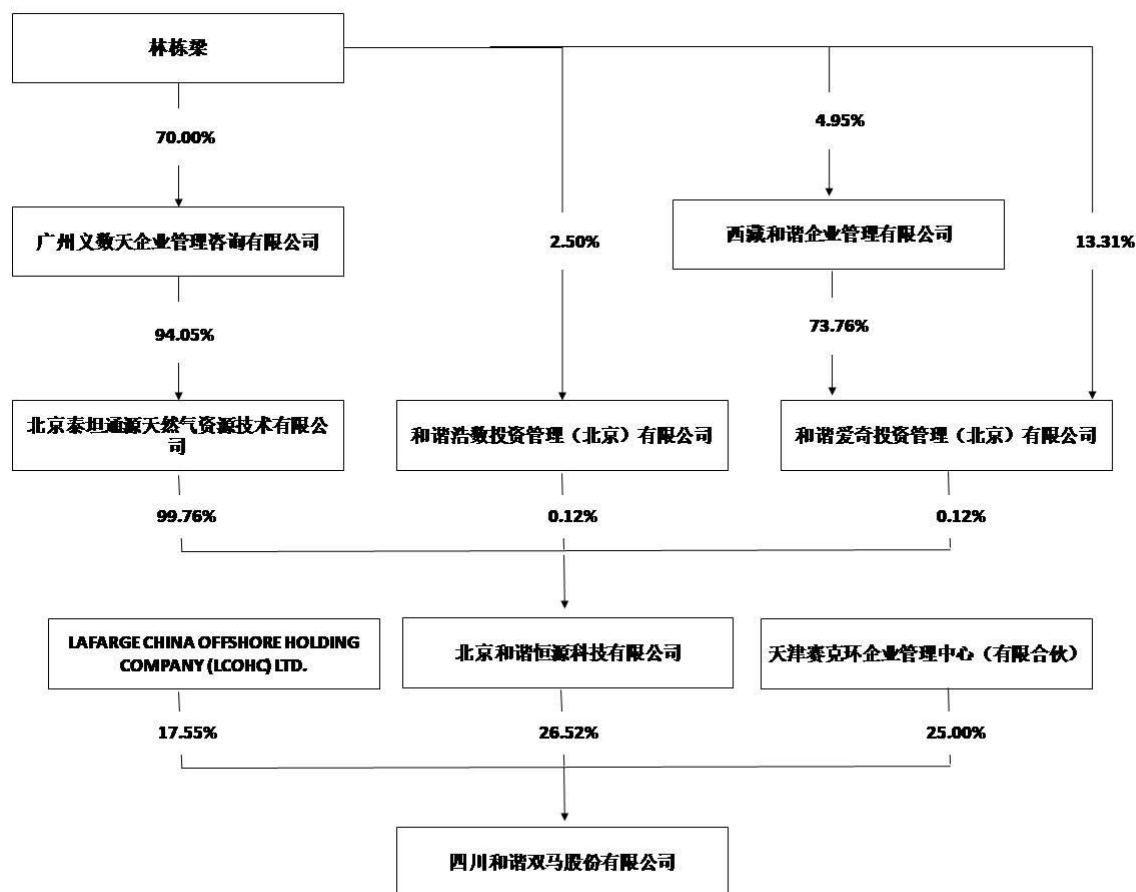 林栋梁
70.00%
4.95%
广州义数天企业管理咨询有限公司
2.50%
西藏和谐企业管理有限公司
13.31%
94.05%
73.76%
北京泰坦通源天然气资源技术有限公
司
和谐浩数投资管理（北京）有限公司
和谐爱奇投资管理（北京）有限公司
99.76%
0.12%
0.12%
LAFARGE CHINA OFFSHORE HOLDING
COMPANY (LCOHC) LTD.
北京和谐恒源科技有限公司
天津赛克环企业管理中心（有限合伙）
17.55%
26.52%
25.00%
四川和谐双马股份有限公司